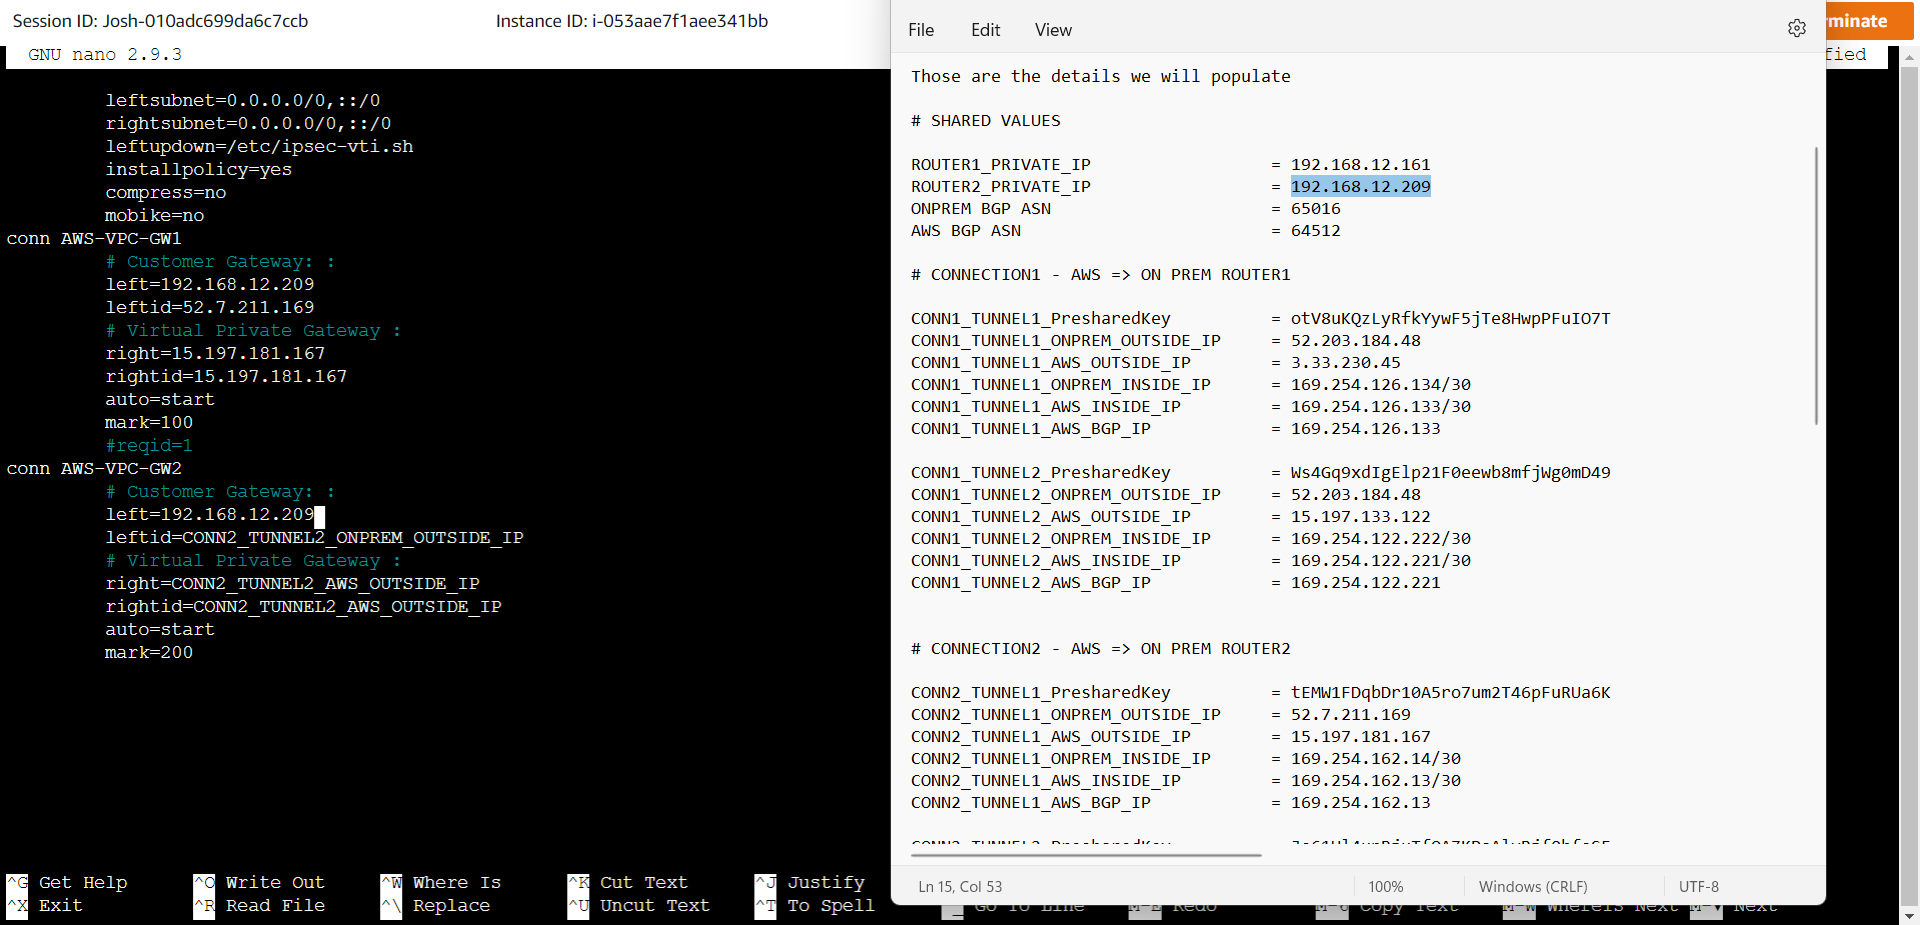 Session ID: Josh-010adc699da6c7ccb
Instance ID: i-053aae7f1aee341bb
GNU nano 2.9.3
leftsubnet=0.0.0.0/0,::/0
rightsubnet=0.0.0.0/0,::/0
leftupdown=/etc/ipsec-vti.sh
installpolicy=yes
compress=no
mobike=no
conn AWS-VPC-GW1
# Customer Gateway: :
left=192.168.12.209
leftid=52.7.211.169
# Virtual Private Gateway :
right=15.197.181.167
rightid=15.197.181.167
auto=start
mark=100
#reqid=1
conn AWS-VPC-GW2
# Customer Gateway: :
left=192.168.12.209
leftid=CONN2_TUNNEL2_ONPREM_OUTSIDE_IP
# Virtual Private Gateway :
right=CONN2_TUNNEL2_AWS_OUTSIDE_IP
rightid=CONN2_TUNNEL2_AWS_OUTSIDE_IP
auto=start
mark=200
^G Get Help ^O Write Out ^W Where Is ^K Cut Text ^J Justify
^X Exit ^R Read File ^\ Replace ^U Uncut Text ^T To Spell
File Edit View
Those are the details we will populate
# SHARED VALUES
ROUTER1_PRIVATE_IP = 192.168.12.161
ROUTER2_PRIVATE_IP = 192.168.12.209
ONPREM BGP ASN = 65016
AWS BGP ASN = 64512
# CONNECTION1 - AWS => ON PREM ROUTER1
CONN1_TUNNEL1_PresharedKey = otV8uKQzLyRfkYywF5jTe8HwpPFuIO7T
CONN1_TUNNEL1_ONPREM_OUTSIDE_IP = 52.203.184.48
CONN1_TUNNEL1_AWS_OUTSIDE_IP = 3.33.230.45
CONN1_TUNNEL1_ONPREM_INSIDE_IP = 169.254.126.134/30
CONN1_TUNNEL1_AWS_INSIDE_IP = 169.254.126.133/30
CONN1_TUNNEL1_AWS_BGP_IP = 169.254.126.133
CONN1_TUNNEL2_PresharedKey = Ws4Gq9xdIgElp21F0eewb8mfjWg0mD49
CONN1_TUNNEL2_ONPREM_OUTSIDE_IP = 52.203.184.48
CONN1_TUNNEL2_AWS_OUTSIDE_IP = 15.197.133.122
CONN1_TUNNEL2_ONPREM_INSIDE_IP = 169.254.122.222/30
CONN1_TUNNEL2_AWS_INSIDE_IP = 169.254.122.221/30
CONN1_TUNNEL2_AWS_BGP_IP = 169.254.122.221
# CONNECTION2 - AWS => ON PREM ROUTER2
CONN2_TUNNEL1_PresharedKey = tEMW1FDqbDr10A5ro7um2T46pFuRUa6K
CONN2_TUNNEL1_ONPREM_OUTSIDE_IP = 52.7.211.169
CONN2_TUNNEL1_AWS_OUTSIDE_IP = 15.197.181.167
CONN2_TUNNEL1_ONPREM_INSIDE_IP = 169.254.162.14/30
CONN2_TUNNEL1_AWS_INSIDE_IP = 169.254.162.13/30
CONN2_TUNNEL1_AWS_BGP_IP = 169.254.162.13
CONN2_TUNNEL2_PresharedKey
Ln 15, Col 53 100% Windows (CRLF) UTF-8
rminate
fied
Go To Line M-E Redo Copy Text M-W WhereIs Next Next